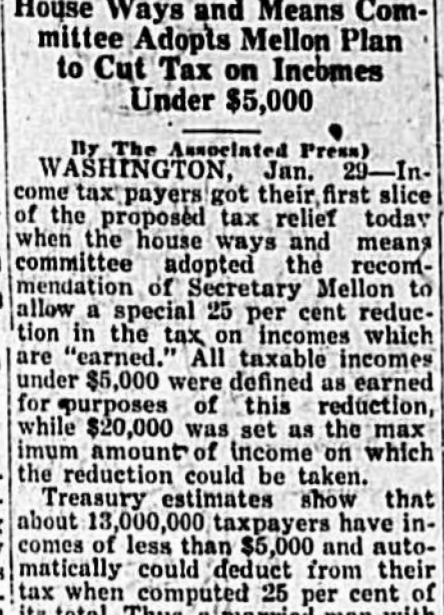 House Ways and Means Com-
mittee Adopts Mellon Plan
to Cut Tax on Incomes
Under $5,000
By The Associated Press)
WASHINGTON, Jan. 29—In-
come tax payers got their first slice
of the proposed tax relief today
when the house ways and means
committee adopted the recom-
mendation of Secretary Mellon to
allow a special 25 per cent reduc-
tion in the tax on incomes which
are "earned." All taxable incomes
under $5,000 were defined as earned
for purposes of this reduction,
while $20,000 was set as the max
imum amount of income on which
the reduction could be taken.
Treasury estimates show that
about 13,000,000 taxpayers have in-
comes of less than $5,000 and auto-
matically could deduct from their
tax when computed 25 per cent of
its total. Thus a married man with